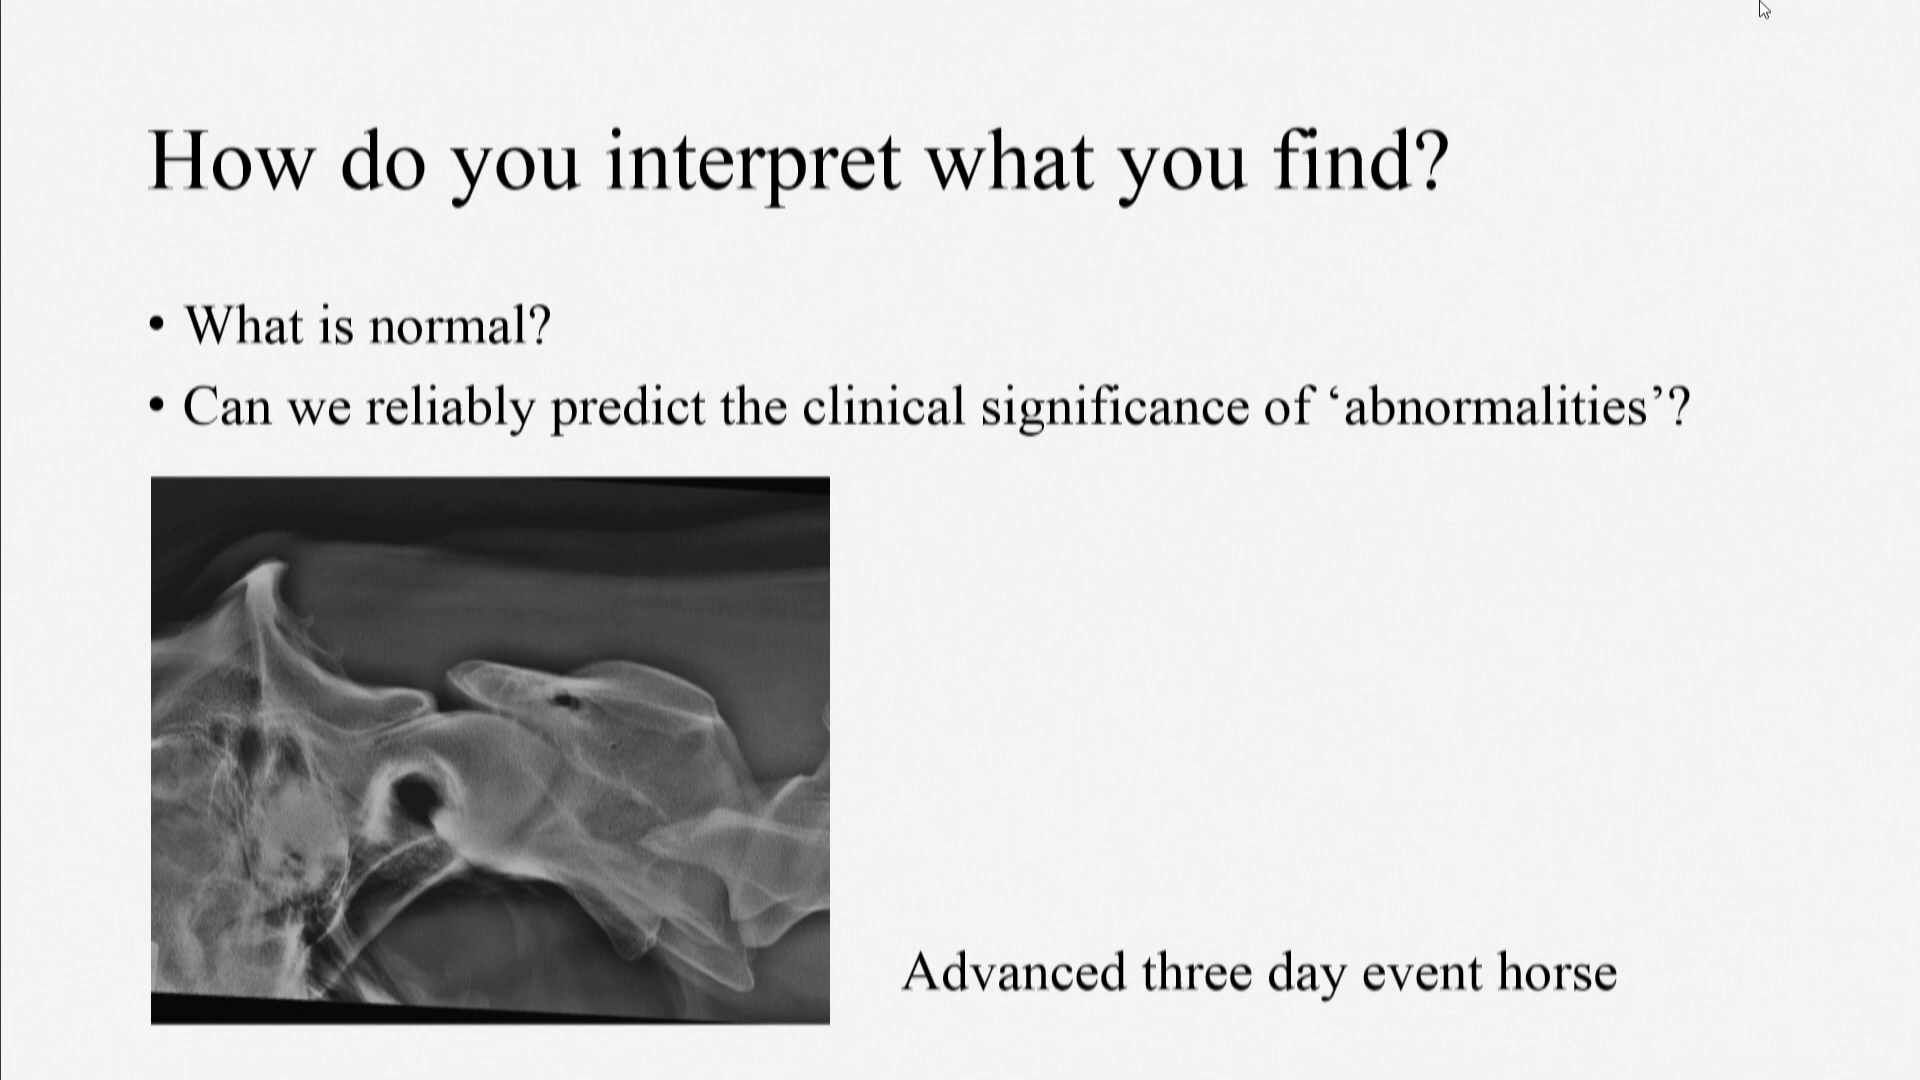 How do you interpret what you find?
• What is normal?
• Can we reliably predict the clinical significance of ‘abnormalities’?
Advanced three day event horse